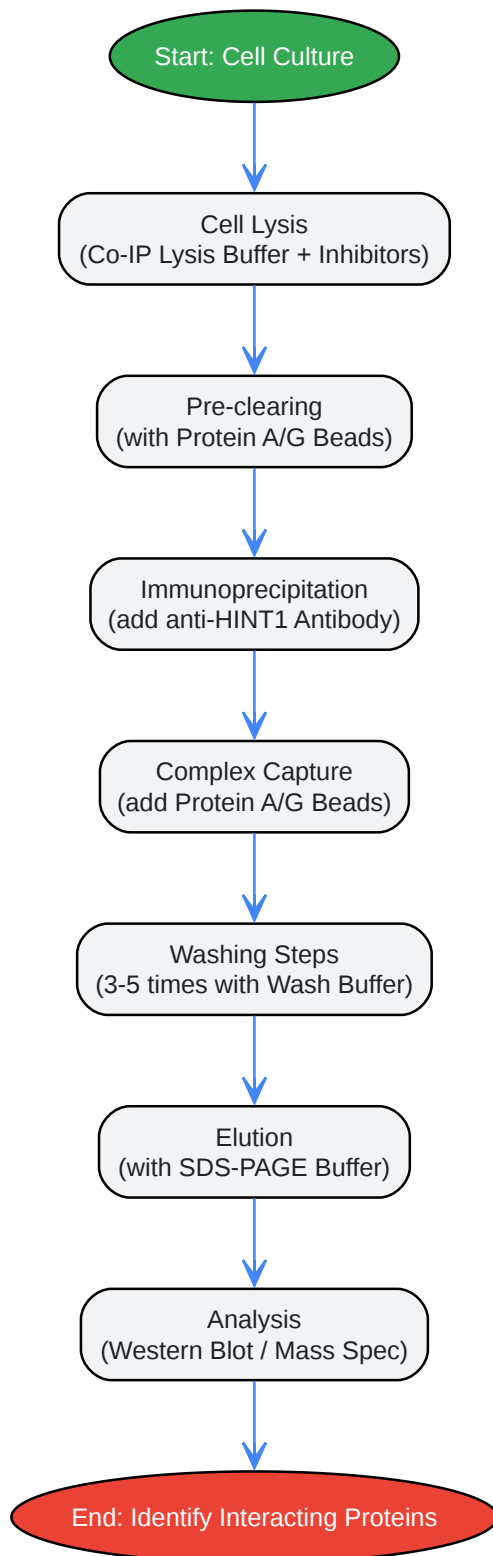 Start: Cell Culture
Cell Lysis
(Co-IP Lysis Buffer + Inhibitors)
Pre-clearing
(with Protein A/G Beads)
Immunoprecipitation
(add anti-HINT1 Antibody)
Complex Capture
(add Protein A/G Beads)
Washing Steps
(3-5 times with Wash Buffer)
Elution
(with SDS-PAGE Buffer)
Analysis
(Western Blot / Mass Spec)
End: Identify Interacting Proteins